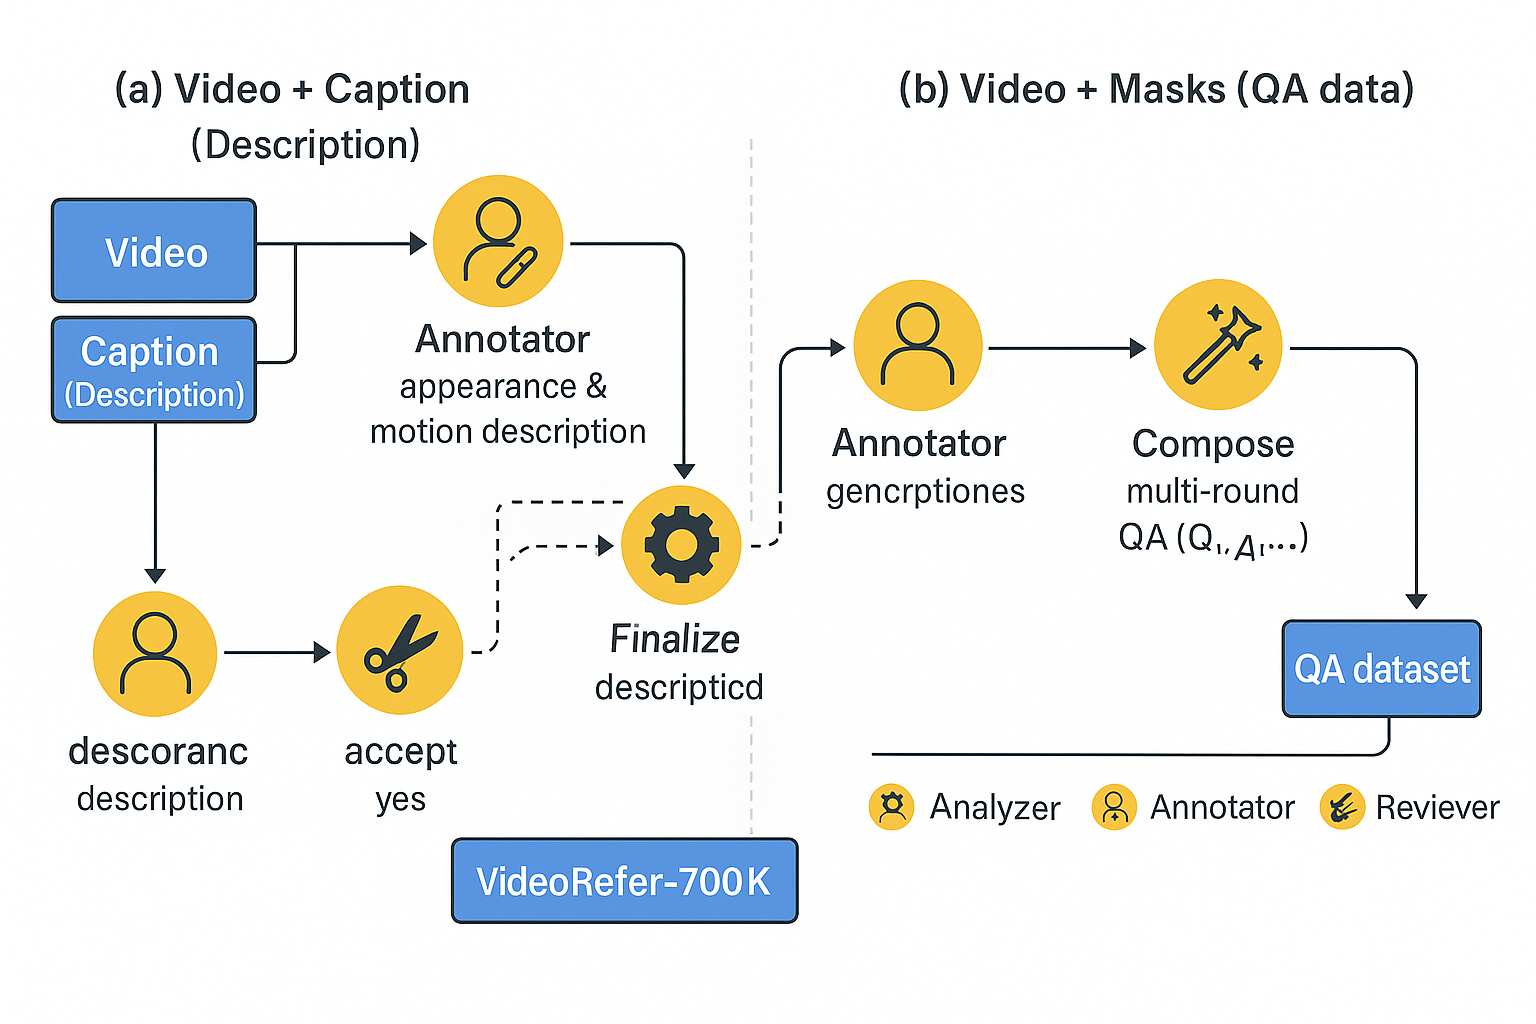 (a) Video + Caption
(Description)
Video
Caption
(Description)
Annotator
appearance &
motion description
descoranc
description
accept
yes
Finalize
descripticd
(b) Video + Masks (QA data)
Annotator
gencrptiones
Compose
multi-round
QA (Q₁, A₁...)
QA dataset
Analyzer
Annotator
Reviever
VideoRefer-700K